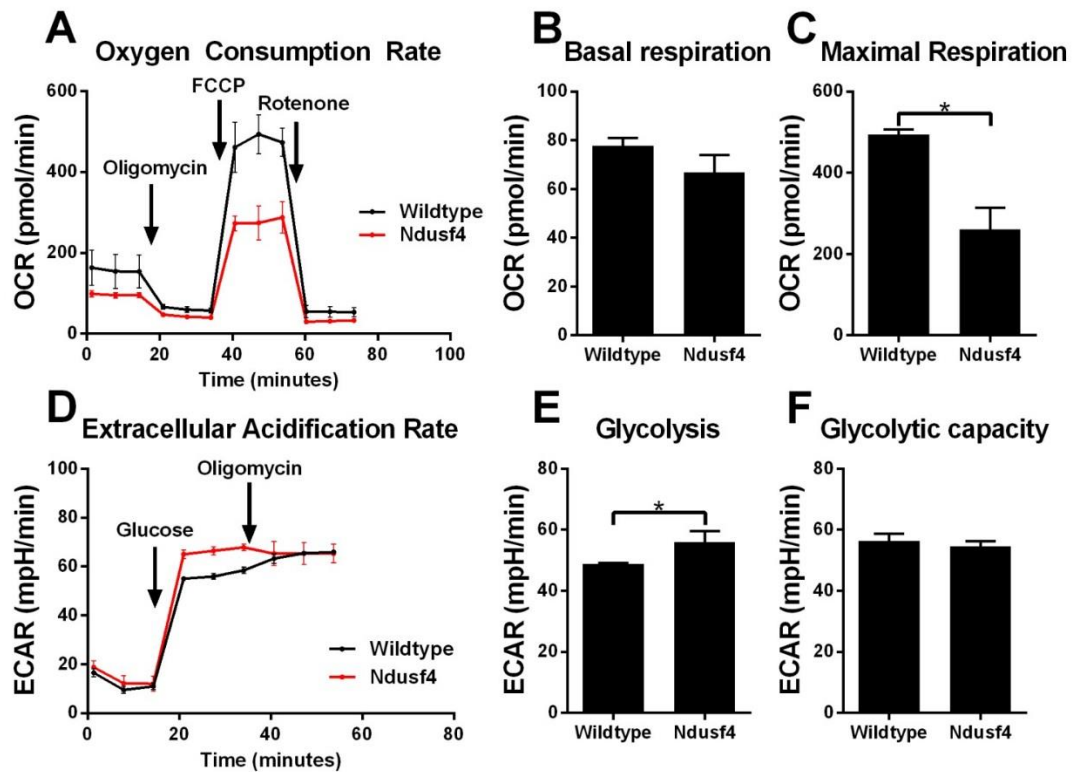 A
Oxygen Consumption Rate
OCR (pmol/min)
600
400
200
0
0
20
40
60
80
100
Time (minutes)
Oligomycin
FCCP
Rotenone
Wildtype
Ndusf4
B
Basal respiration
OCR (pmol/min)
80
60
40
20
0
Wildtype
Ndusf4
C
Maximal Respiration
OCR (pmol/min)
600
400
200
0
*
Wildtype
Ndusf4
D
Extracellular Acidification Rate
ECAR (mpH/min)
100
80
60
40
20
0
0
20
40
60
80
Time (minutes)
Glucose
Oligomycin
Wildtype
Ndusf4
E
Glycolysis
ECAR (mpH/min)
80
60
40
20
0
*
Wildtype
Ndusf4
F
Glycolytic capacity
ECAR (mpH/min)
80
60
40
20
0
Wildtype
Ndusf4